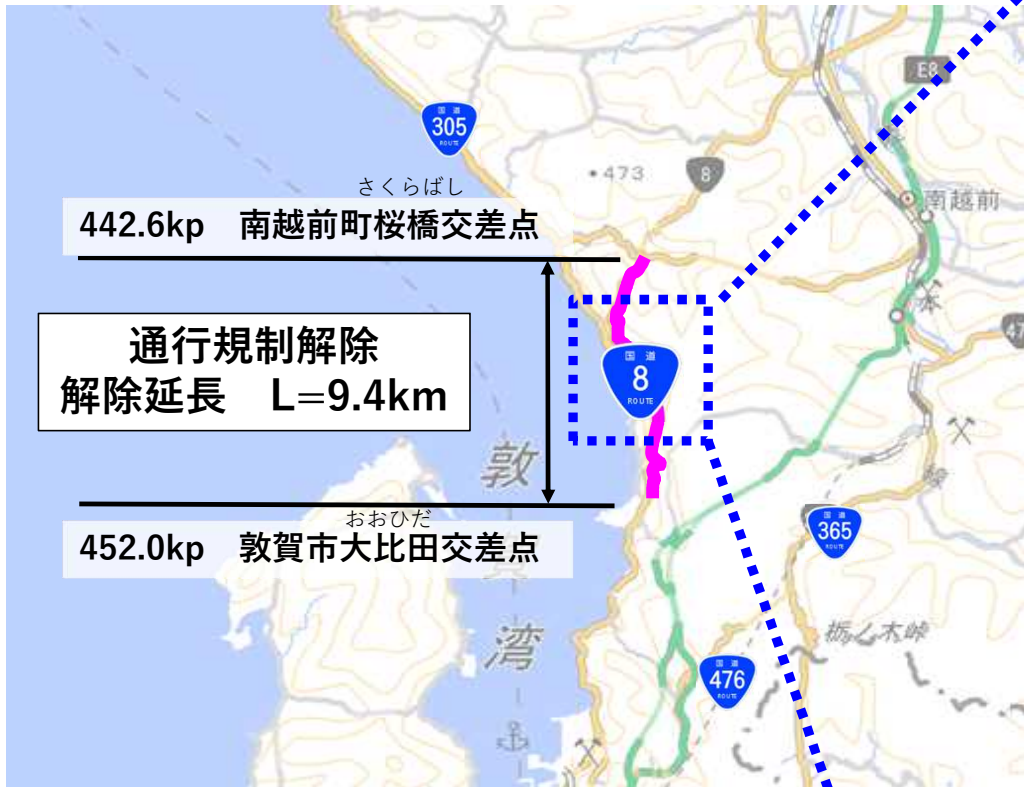 E8
国道
305
ROUTE
8
・473
さくらばし
442.6kp 南越前町桜橋交差点
南越前
本
47
通行規制解除
解除延長 L=9.4km
国道
8
ROUTE
敦
おおひだ
452.0kp 敦賀市大比田交差点
国道
365
ROUTE
湾
栃ノ木峠
国道
476
ROUTE